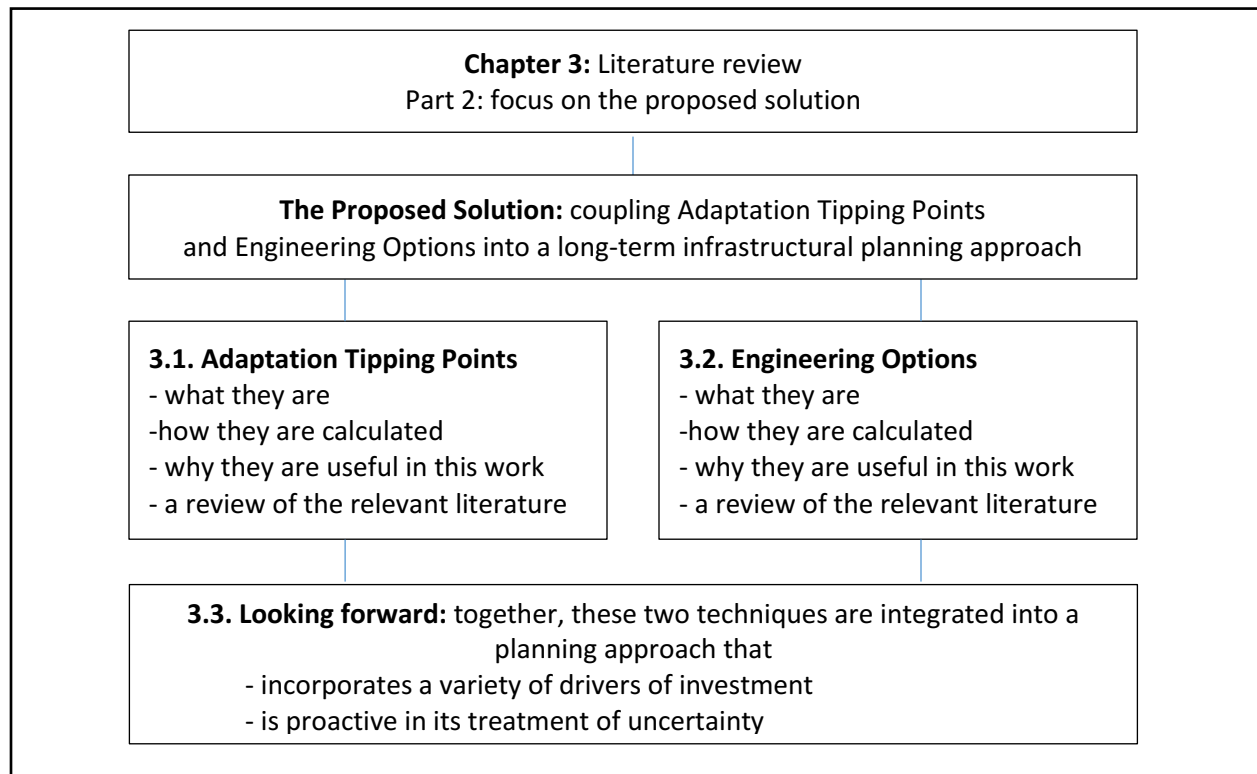 Chapter 3: Literature review
Part 2: focus on the proposed solution
The Proposed Solution: coupling Adaptation Tipping Points
and Engineering Options into a long-term infrastructural planning approach
3.1. Adaptation Tipping Points
- what they are
-how they are calculated
- why they are useful in this work
- a review of the relevant literature
3.2. Engineering Options
- what they are
-how they are calculated
- why they are useful in this work
- a review of the relevant literature
3.3. Looking forward: together, these two techniques are integrated into a
planning approach that
- incorporates a variety of drivers of investment
- is proactive in its treatment of uncertainty